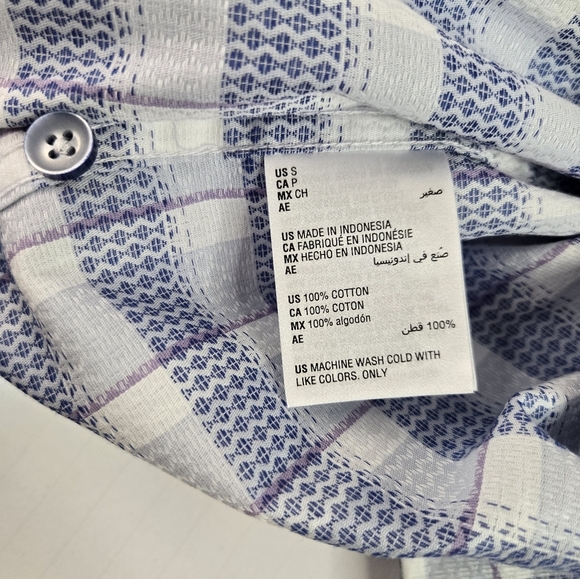 US S
CA P
MX CH
AE صغير
US MADE IN INDONESIA
CA FABRIQUÉ EN INDONÉSIE
MX HECHO EN INDONESIA
AE صّنع في إندونيسيا
US 100% COTTON
CA 100% COTON
MX 100% algodón
AE 100% قطن
US MACHINE WASH COLD WITH
LIKE COLORS. ONLY